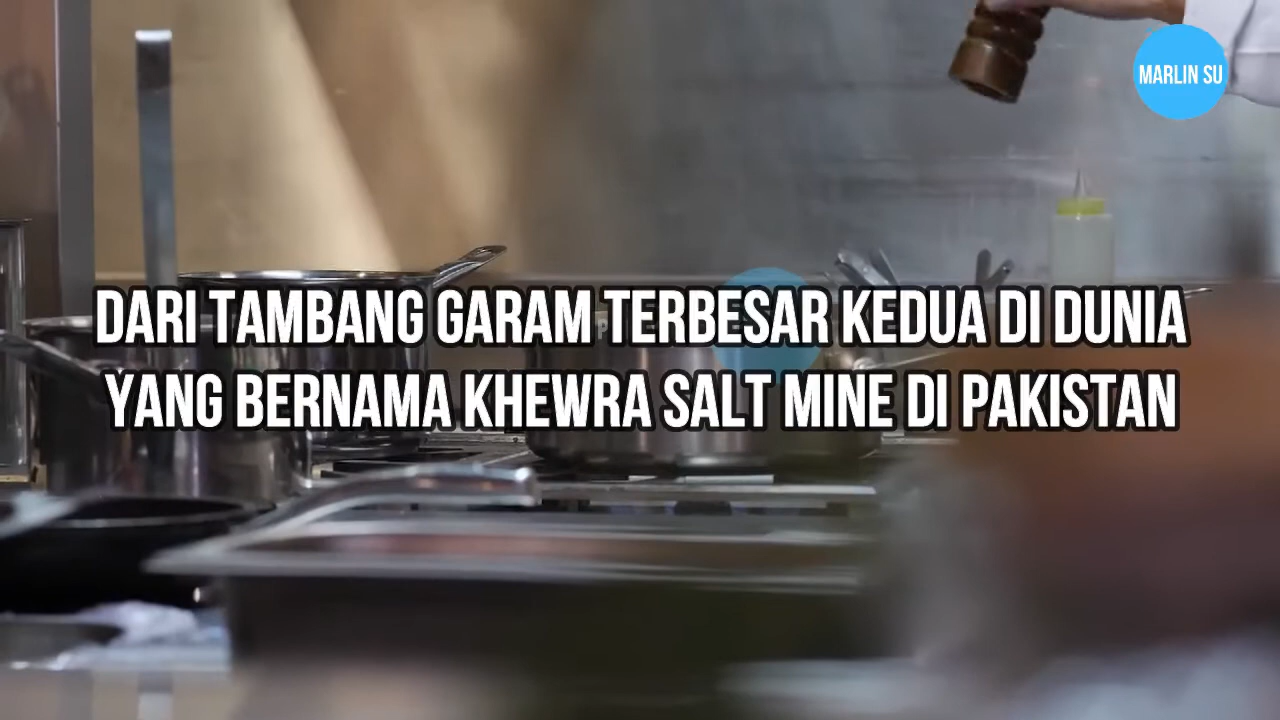 MARLIN SU
DARI TAMBANG GARAM TERBESAR KEDUA DI DUNIA
YANG BERNAMA KHEWRA SALT MINE DI PAKISTAN